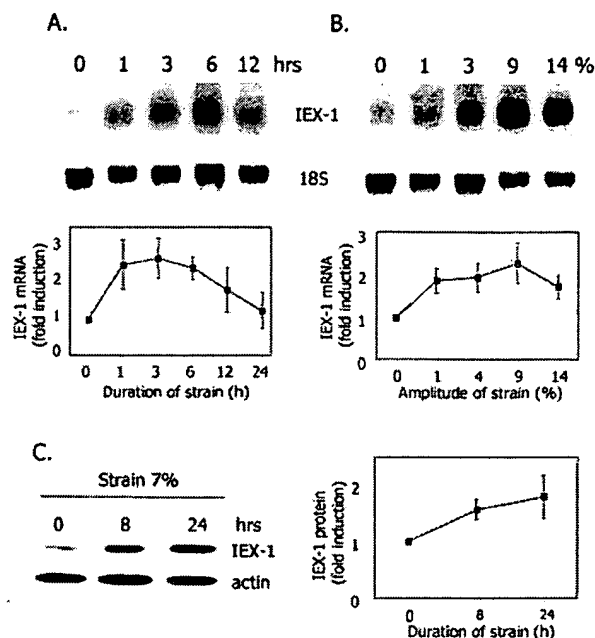 A.
0 1 3 6 12 hrs
IEX-1
18S
IEX-1 mRNA
(fold induction)
3
2
1
0
0 1 3 6 12 24
Duration of strain (h)
B.
0 1 3 9 14 %
IEX-1 mRNA
(fold induction)
3
2
1
0
0 1 4 9 14
Amplitude of strain (%)
C.
Strain 7%
0 8 24 hrs
IEX-1
actin
IEX-1 protein
(fold induction)
2
1
0
0 8 24
Duration of strain (h)